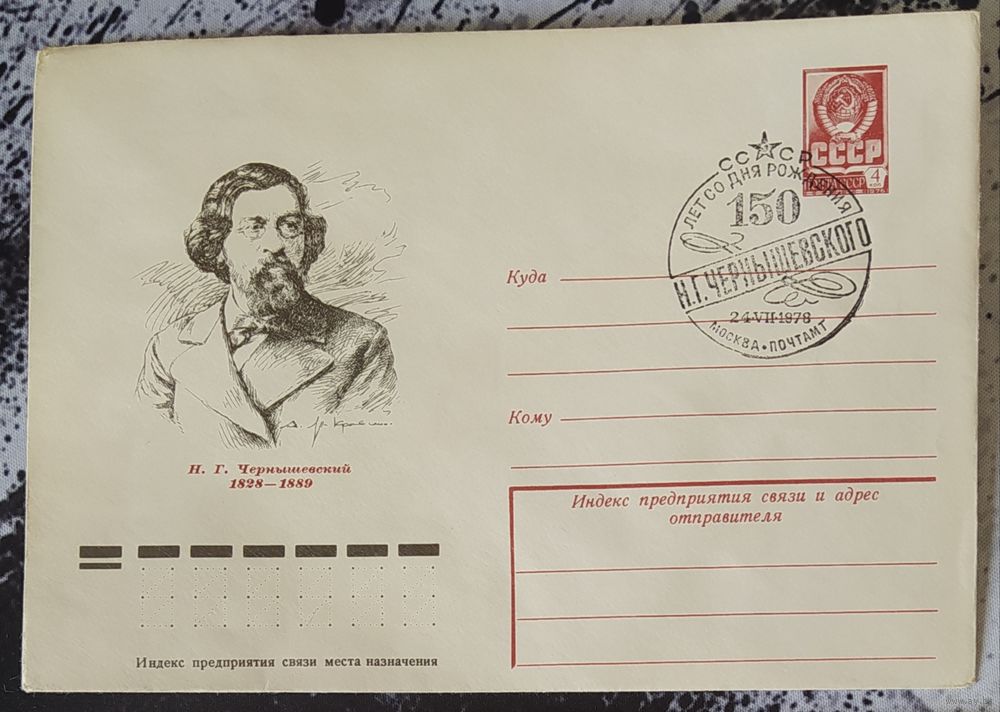 СССР
4
КОП
СССР
ЛЕТ СО ДНЯ РОЖДЕНИЯ
150
Н.Г. ЧЕРНЫШЕВСКОГО
24·VII·1978
МОСКВА • ПОЧТАМТ
Куда
Кому
Н. Г. Чернышевский
1828—1889
Индекс предприятия связи и адрес
отправителя
Индекс предприятия связи места назначения